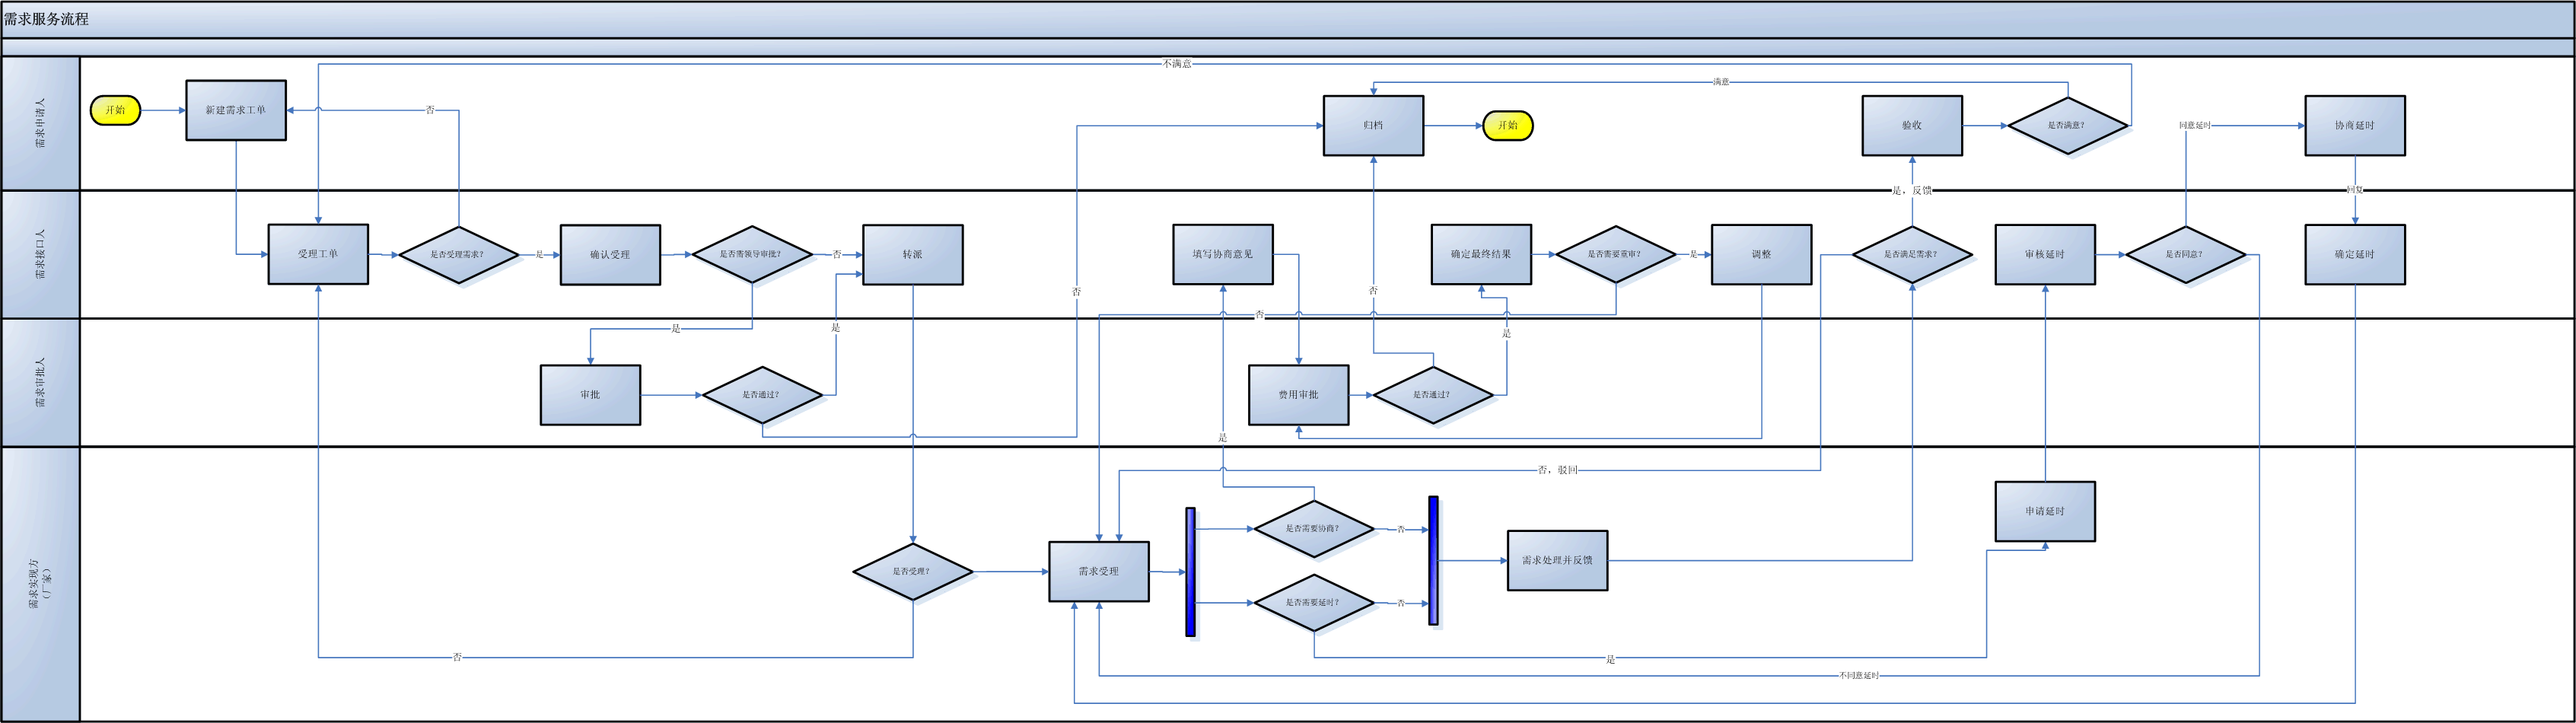 需求服务流程
需求申请人
开始
新建需求工单
否
不满意
归档
开始
满意
验收
是否满意?
同意延时
协商延时
是，反馈
回复
需求接口人
受理工单
是否受理需求?
是
确认受理
是否需领导审批?
否
转派
否
填写协商意见
否
确定最终结果
是否需要重审?
是
调整
是否满足需求?
审核延时
是否同意?
确定延时
否
需求审批人
是
是
审批
是否通过?
费用审批
是否通过?
是
是
需求实现方
（厂家）
否，驳回
是否受理?
需求受理
是否需要协商?
否
是否需要延时?
否
需求处理并反馈
申请延时
否
是
不同意延时